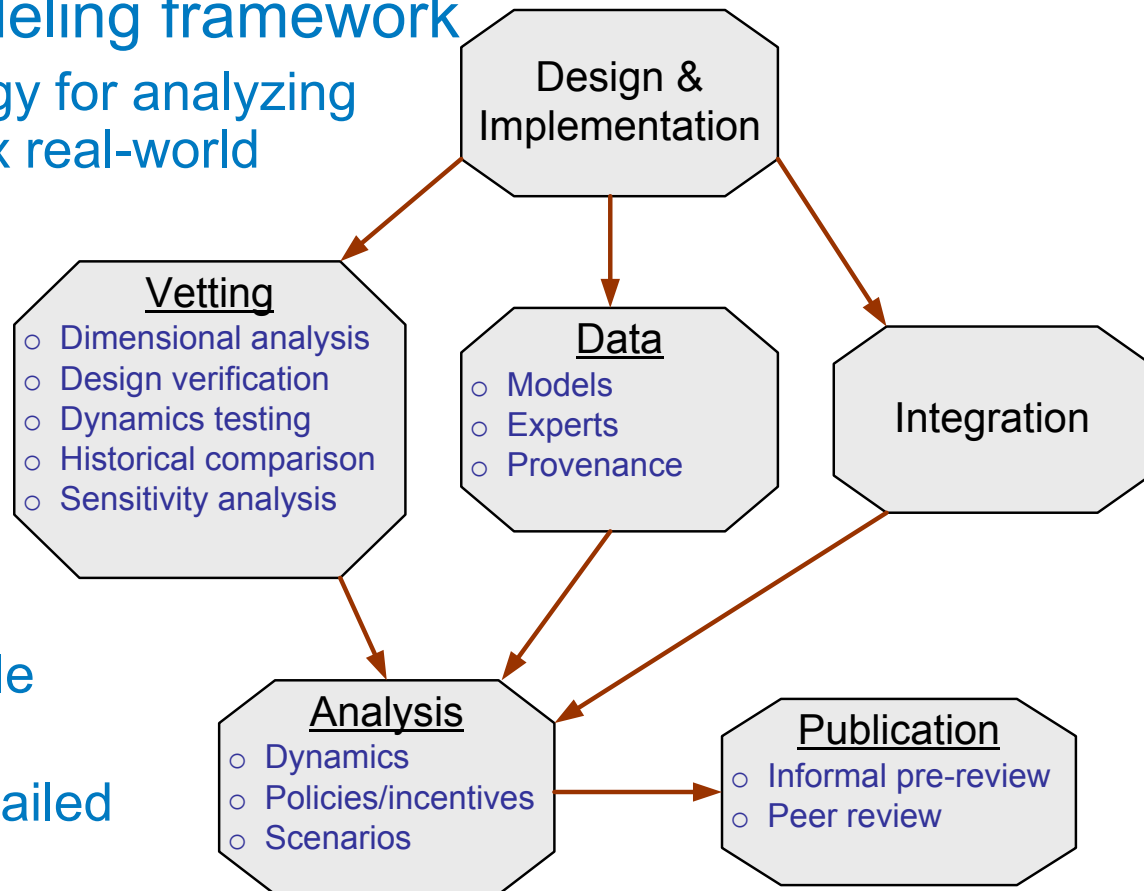 deling framework
gy for analyzing
x real-world
Design &
Implementation
Vetting
○ Dimensional analysis
○ Design verification
○ Dynamics testing
○ Historical comparison
○ Sensitivity analysis
Data
○ Models
○ Experts
○ Provenance
Integration
le
ailed
Analysis
○ Dynamics
○ Policies/incentives
○ Scenarios
Publication
○ Informal pre-review
○ Peer review